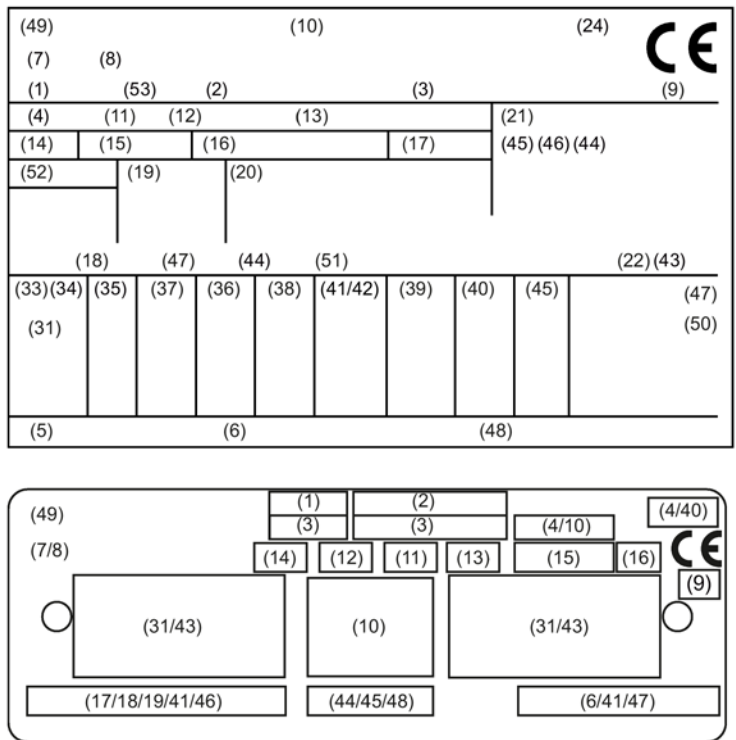 (49) (10) (24) CE
(7) (8)
(1) (53) (2) (3) (9)
(4) (11) (12) (13) (21)
(14) (15) (16) (17) (45) (46) (44)
(52) (19) (20)
(18) (47) (44) (51) (22) (43)
(33) (34) (35) (37) (36) (38) (41/42) (39) (40) (45) (47)
(31) (50)
(5) (6) (48)
(1) (2)
(49) (3) (3) (4/10) (4/40)
(7/8) (14) (12) (11) (13) (15) (16) CE
(9)
(31/43) (10) (31/43)
(17/18/19/41/46) (44/45/48) (6/41/47)